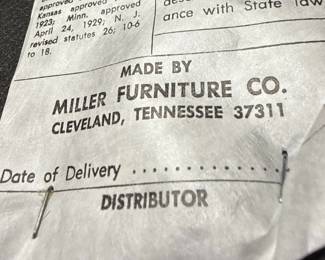 Kansas approved
1923; Minn. approved
April 24, 1929; N. J.
revised statutes 26; 10-6
to 18.
ance with State law
MADE BY
MILLER FURNITURE CO.
CLEVELAND, TENNESSEE 37311
Date of Delivery ................
DISTRIBUTOR